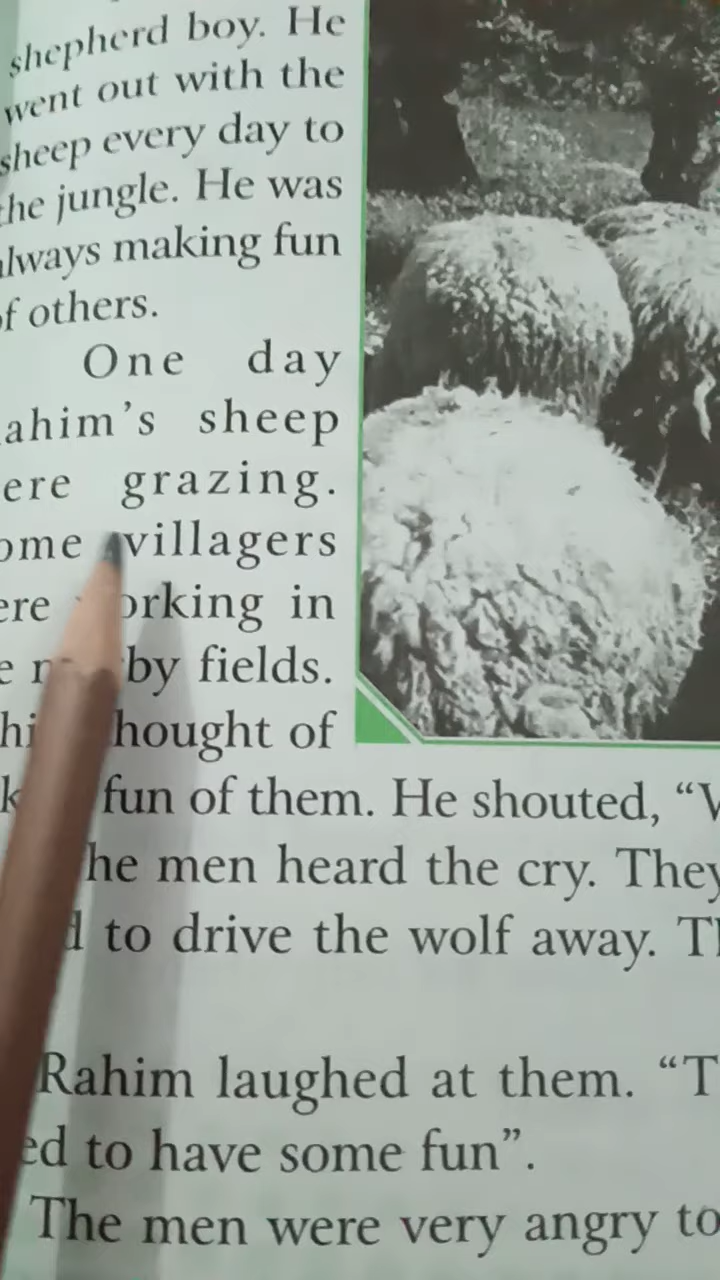 shepherd boy. He
went out with the
sheep every day to
the jungle. He was
always making fun
of others.
One day
ahim's sheep
ere grazing.
ome villagers
ere orking in
by fields.
hought of
fun of them. He shouted, "W
he men heard the cry. They
to drive the wolf away. Th
Rahim laughed at them. "T
ed to have some fun".
The men were very angry to